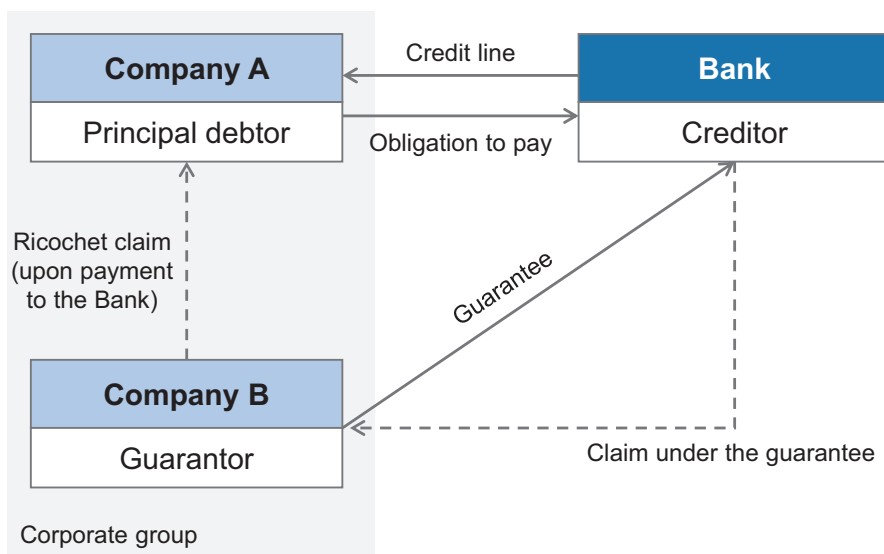 Company A
Credit line
Bank
Principal debtor
Obligation to pay
Creditor
Ricochet claim
(upon payment
to the Bank)
Guarantee
Company B
Guarantor
Claim under the guarantee
Corporate group